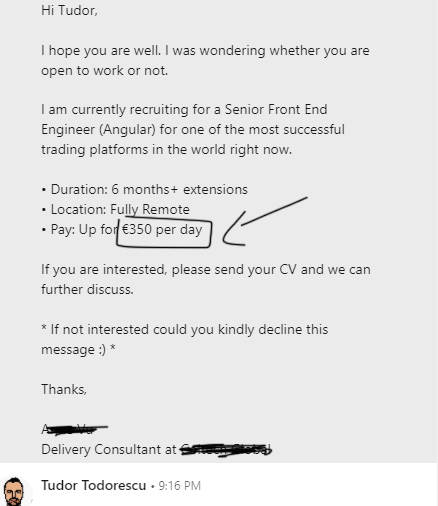 Hi Tudor,
I hope you are well. I was wondering whether you are
open to work or not.
I am currently recruiting for a Senior Front End
Engineer (Angular) for one of the most successful
trading platforms in the world right now.
• Duration: 6 months+ extensions
• Location: Fully Remote
• Pay: Up for €350 per day
If you are interested, please send your CV and we can
further discuss.
* If not interested could you kindly decline this
message :) *
Thanks,
Delivery Consultant at
Tudor Todorescu • 9:16 PM